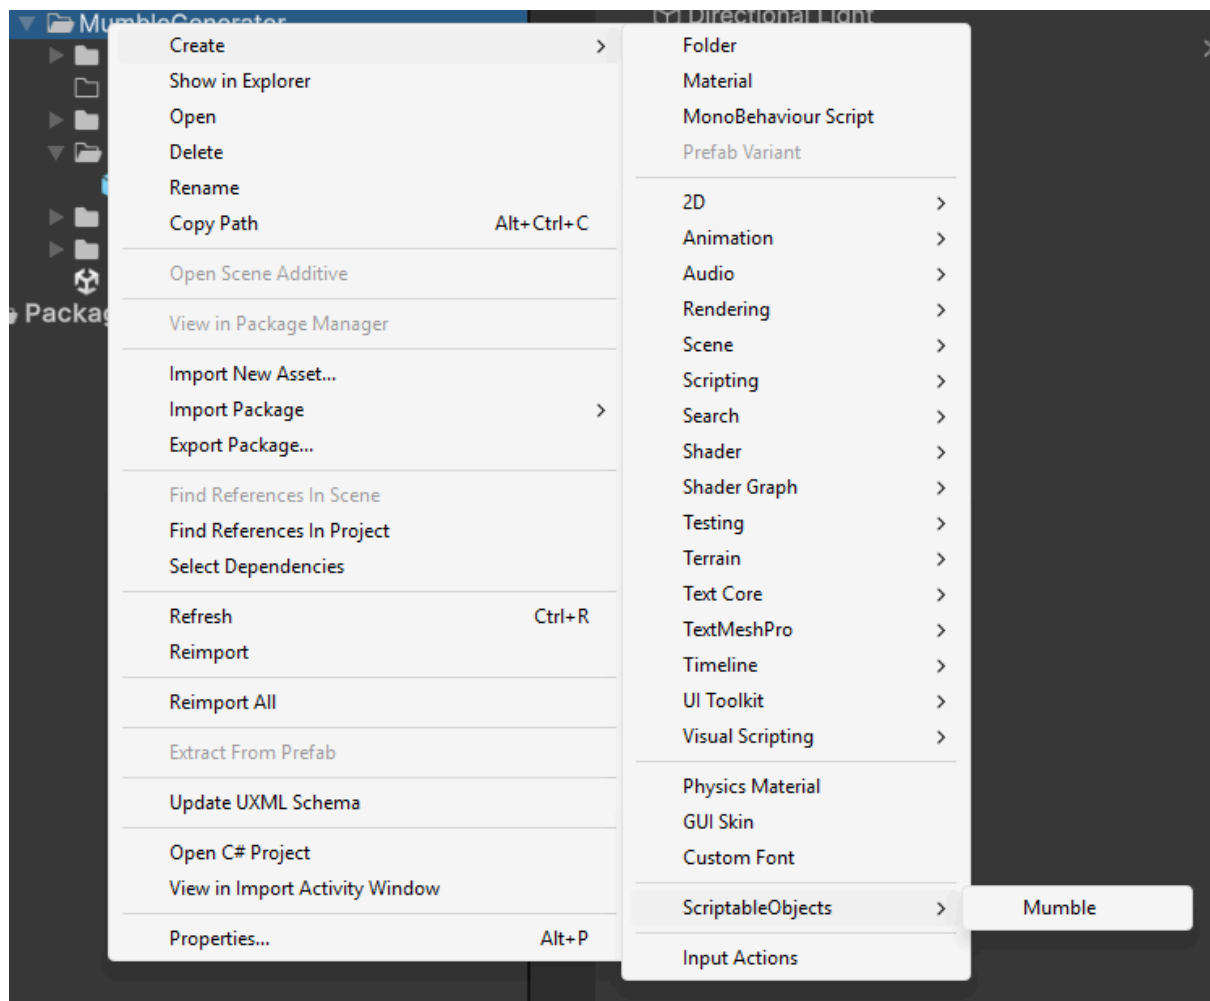 MumbleGenerator
Directional Light
Create
Show in Explorer
Open
Delete
Rename
Copy Path Alt+Ctrl+C
Open Scene Additive
View in Package Manager
Import New Asset...
Import Package
Export Package...
Find References In Scene
Find References In Project
Select Dependencies
Refresh Ctrl+R
Reimport
Reimport All
Extract From Prefab
Update UXML Schema
Open C# Project
View in Import Activity Window
Properties... Alt+P
Folder
Material
MonoBehaviour Script
Prefab Variant
2D
Animation
Audio
Rendering
Scene
Scripting
Search
Shader
Shader Graph
Testing
Terrain
Text Core
TextMeshPro
Timeline
UI Toolkit
Visual Scripting
Physics Material
GUI Skin
Custom Font
ScriptableObjects
Input Actions
Mumble